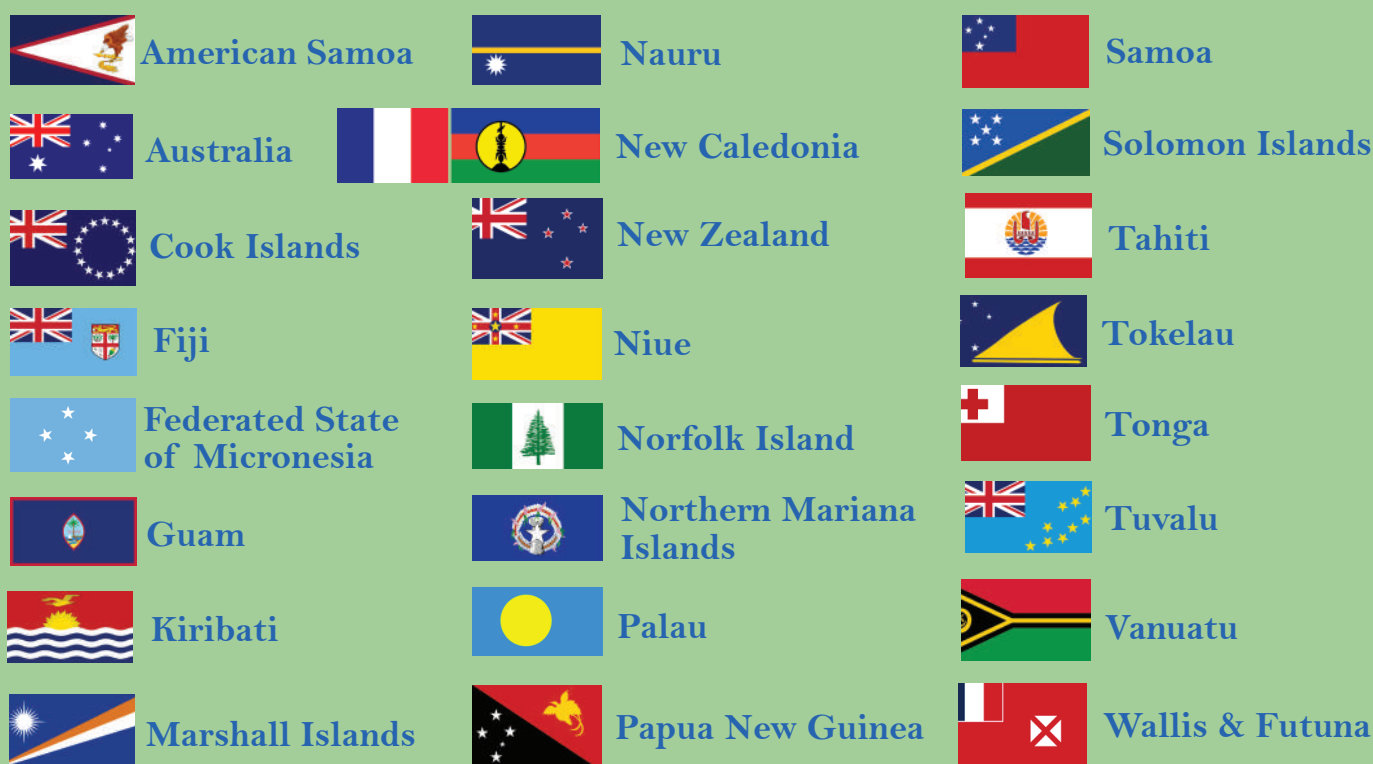 American Samoa
Australia
Cook Islands
Fiji
Federated State
of Micronesia
Guam
Kiribati
Marshall Islands
Nauru
New Caledonia
New Zealand
Niue
Norfolk Island
Northern Mariana
Islands
Palau
Papua New Guinea
Samoa
Solomon Islands
Tahiti
Tokelau
Tonga
Tuvalu
Vanuatu
Wallis & Futuna